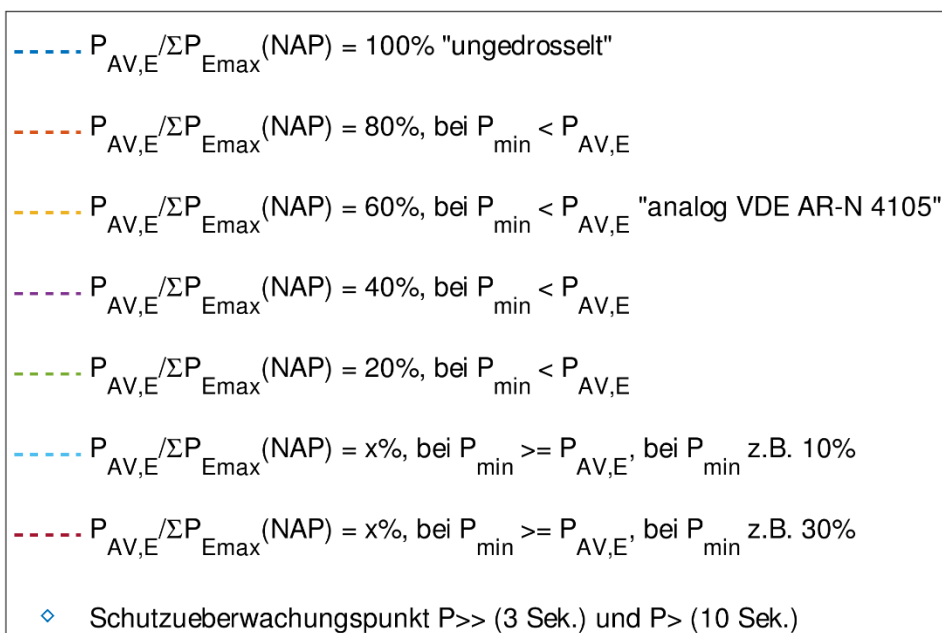 P_AV,E/ΣP_Emax(NAP) = 100% "ungedrosselt"
P_AV,E/ΣP_Emax(NAP) = 80%, bei P_min < P_AV,E
P_AV,E/ΣP_Emax(NAP) = 60%, bei P_min < P_AV,E "analog VDE AR-N 4105"
P_AV,E/ΣP_Emax(NAP) = 40%, bei P_min < P_AV,E
P_AV,E/ΣP_Emax(NAP) = 20%, bei P_min < P_AV,E
P_AV,E/ΣP_Emax(NAP) = x%, bei P_min >= P_AV,E, bei P_min z.B. 10%
P_AV,E/ΣP_Emax(NAP) = x%, bei P_min >= P_AV,E, bei P_min z.B. 30%
Schutzueberwachungspunkt P>> (3 Sek.) und P> (10 Sek.)